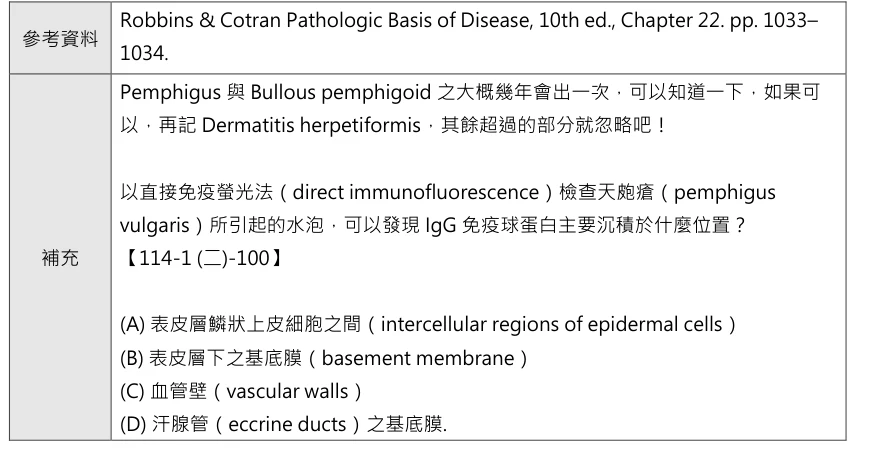 參考資料
Robbins & Cotran Pathologic Basis of Disease, 10th ed., Chapter 22. pp. 1033–
1034.
補充
Pemphigus 與 Bullous pemphigoid 之大概幾年會出一次，可以知道一下，如果可
以，再記 Dermatitis herpetiformis，其餘超過的部分就忽略吧！
以直接免疫螢光法（direct immunofluorescence）檢查天皰瘡（pemphigus
vulgaris）所引起的水泡，可以發現 IgG 免疫球蛋白主要沉積於什麼位置？
【114-1 (二)-100】
(A) 表皮層鱗狀上皮細胞之間（intercellular regions of epidermal cells）
(B) 表皮層下之基底膜（basement membrane）
(C) 血管壁（vascular walls）
(D) 汗腺管（eccrine ducts）之基底膜.